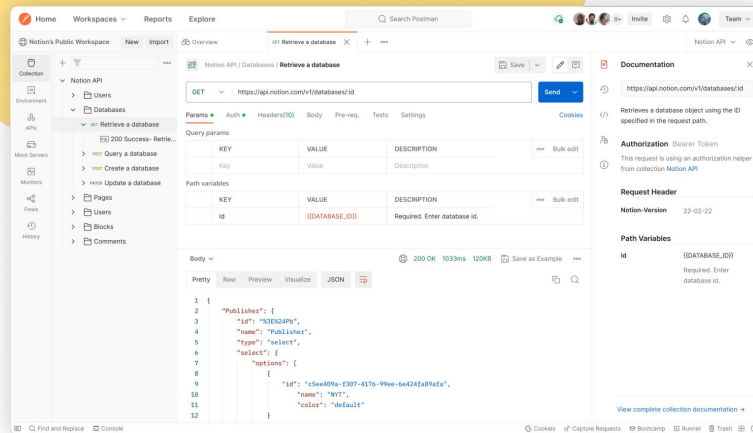 Home Workspaces Reports Explore
Search Postman
9+ Invite Team
Notion's Public Workspace New Import
Overview
GET Retrieve a database
Notion API
Collection
Environment
APIs
Mock Servers
Monitors
Flows
History
Notion API
Users
Databases
GET Retrieve a database
200 Success- Retrie...
POST Query a database
POST Create a database
PATCH Update a database
Pages
Users
Blocks
Comments
Notion API / Databases / Retrieve a database
Save
GET https://api.notion.com/v1/databases/:id Send
Params Auth Headers(10) Body Pre-req. Tests Settings Cookies
Query params
KEY VALUE DESCRIPTION Bulk edit
Key Value Description
Path variables
KEY VALUE DESCRIPTION Bulk edit
id {{DATABASE_ID}} Required. Enter database id.
Body 200 OK 1033ms 120KB Save as Example
Pretty Raw Preview Visualize JSON
1 {
2 "Publisher": {
3 "id": "%3E%24Pb",
4 "name": "Publisher",
5 "type": "select",
6 "select": {
7 "options": [
8 {
9 "id": "c5ee409a-f307-4176-99ee-6e424fa89afa",
10 "name": "NYT",
11 "color": "default"
12 }
Documentation
https://api.notion.com/v1/databases/:id
Retrieves a database object using the ID
specified in the request path.
Authorization Bearer Token
This request is using an authorization helper
from collection Notion API
Request Header
Notion-Version 22-02-22
Path Variables
id {{DATABASE_ID}}
Required. Enter
database id.
View complete collection documentation →
Find and Replace Console
Cookies Capture Requests Bootcamp Runner Trash